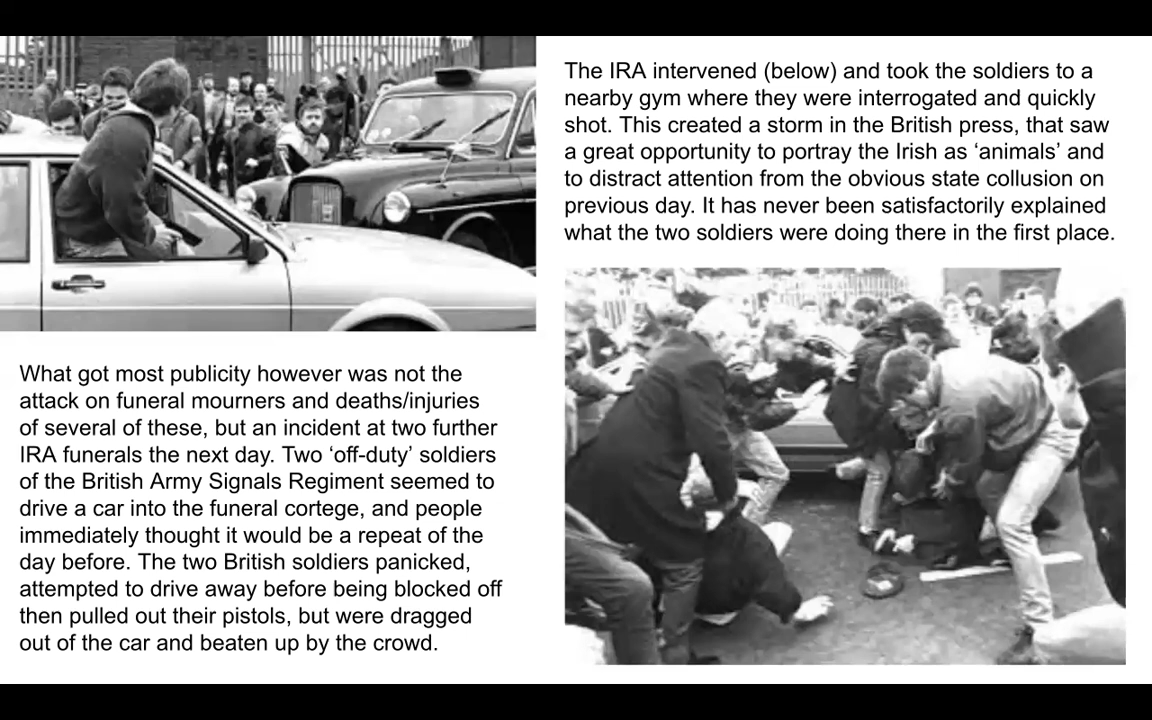 What got most publicity however was not the
attack on funeral mourners and deaths/injuries
of several of these, but an incident at two further
IRA funerals the next day. Two ‘off-duty’ soldiers
of the British Army Signals Regiment seemed to
drive a car into the funeral cortege, and people
immediately thought it would be a repeat of the
day before. The two British soldiers panicked,
attempted to drive away before being blocked off
then pulled out their pistols, but were dragged
out of the car and beaten up by the crowd.
The IRA intervened (below) and took the soldiers to a
nearby gym where they were interrogated and quickly
shot. This created a storm in the British press, that saw
a great opportunity to portray the Irish as ‘animals’ and
to distract attention from the obvious state collusion on
previous day. It has never been satisfactorily explained
what the two soldiers were doing there in the first place.